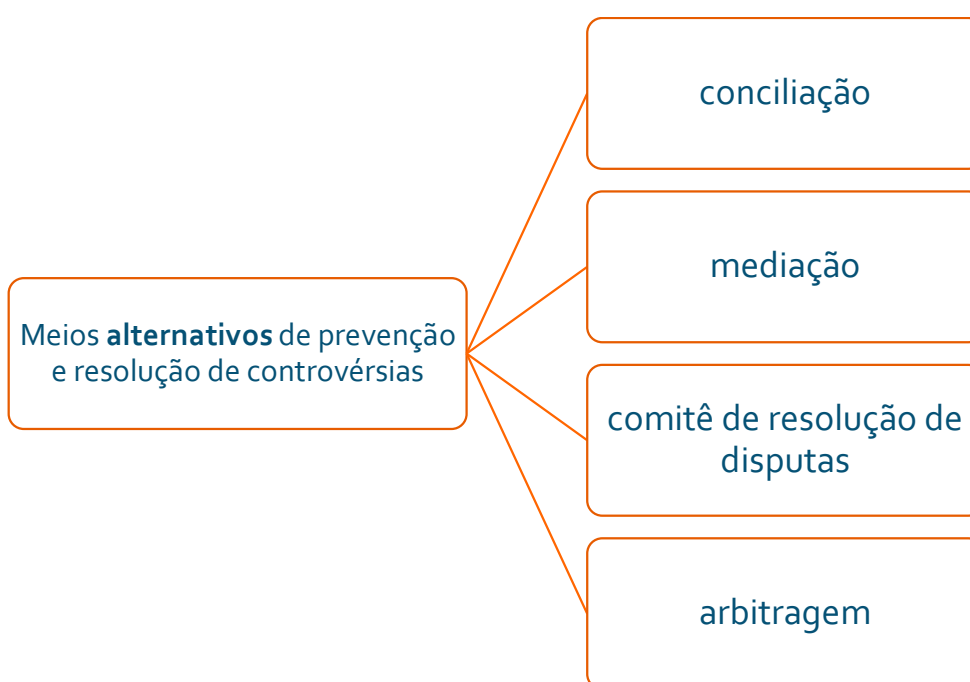 Meios alternativos de prevenção
e resolução de controvérsias
conciliação
mediação
comitê de resolução de
disputas
arbitragem